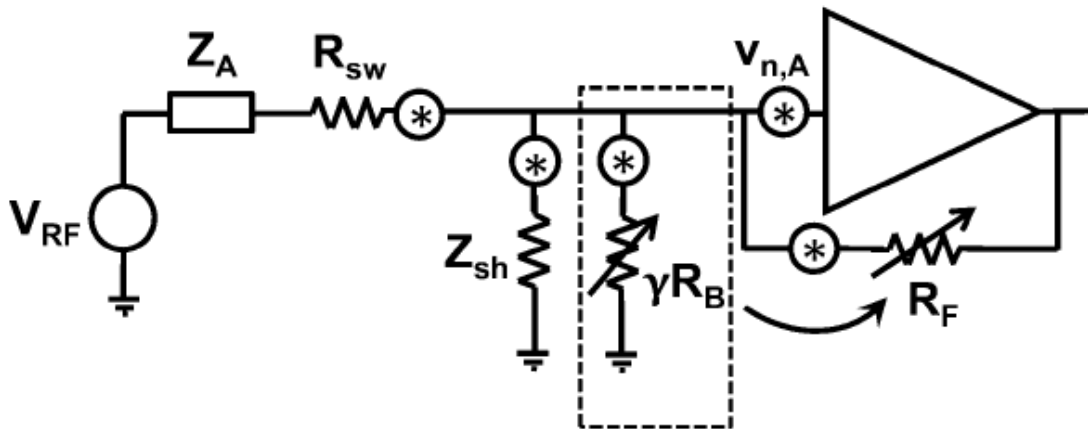 Z_A
R_sw
v_n,A
V_RF
Z_sh
γR_B
R_F